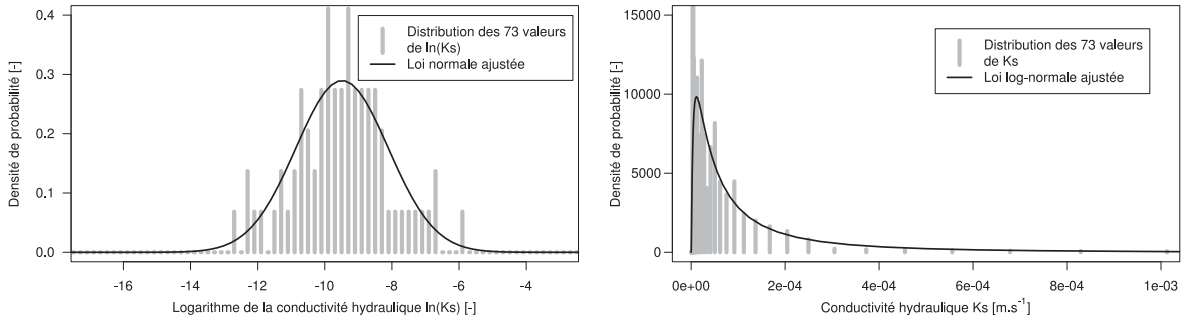 0.4
0.3
0.2
0.1
0.0
Densité de probabilité [-]
Distribution des 73 valeurs
de ln(Ks)
Loi normale ajustée
-16
-14
-12
-10
-8
-6
-4
Logarithme de la conductivité hydraulique ln(Ks) [-]
15000
10000
5000
0
Densité de probabilité [-]
Distribution des 73 valeurs
de Ks
Loi log-normale ajustée
0e+00
2e-04
4e-04
6e-04
8e-04
1e-03
Conductivité hydraulique Ks [m.s⁻¹]